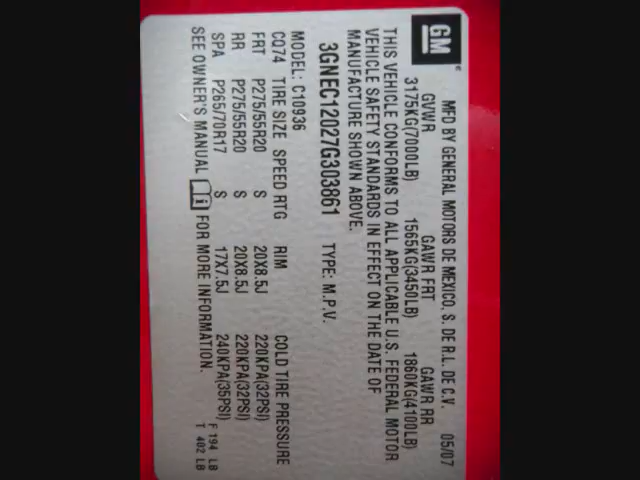 GM
MFD BY GENERAL MOTORS DE MEXICO, S. DE R.L. DE C.V. 05/07
GVWR GAWR FRT GAWR RR
3175KG(7000LB) 1565KG(3450LB) 1860KG(4100LB)
THIS VEHICLE CONFORMS TO ALL APPLICABLE U.S. FEDERAL MOTOR
VEHICLE SAFETY STANDARDS IN EFFECT ON THE DATE OF
MANUFACTURE SHOWN ABOVE.
3GNEC12027G303861 TYPE: M.P.V.
MODEL: C10936
CQ74 TIRE SIZE SPEED RTG RIM COLD TIRE PRESSURE
FRT P275/55R20 S 20X8.5J 220KPA(32PSI)
RR P275/55R20 S 20X8.5J 220KPA(32PSI)
SPA P265/70R17 S 17X7.5J 240KPA(35PSI)
SEE OWNER'S MANUAL FOR MORE INFORMATION.
F 194 LB
T 402 LB